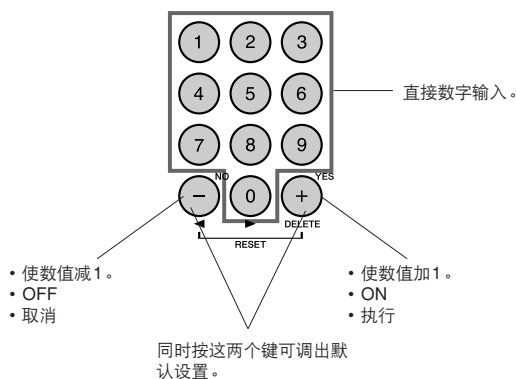 1 2 3
4 5 6
直接数字输入。
7 8 9
NO YES
− 0 +
◄ ► DELETE
RESET
• 使数值减1。
• OFF
• 取消
• 使数值加1。
• ON
• 执行
同时按这两个键可调出默
认设置。